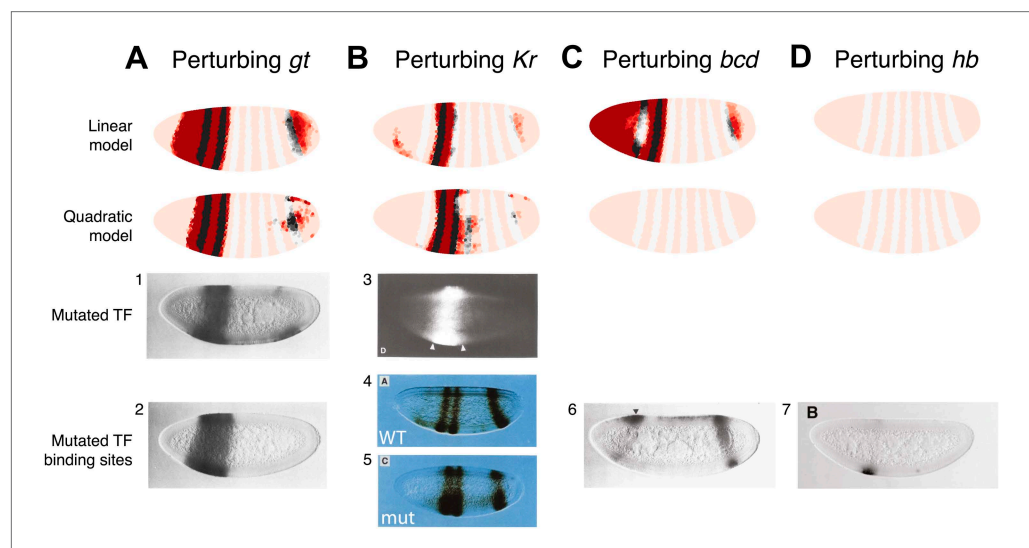 A Perturbing gt
B Perturbing Kr
C Perturbing bcd
D Perturbing hb
Linear
model
Quadratic
model
1
3
Mutated TF
D
4
A
WT
2
6
7
B
Mutated TF
binding sites
5
C
mut